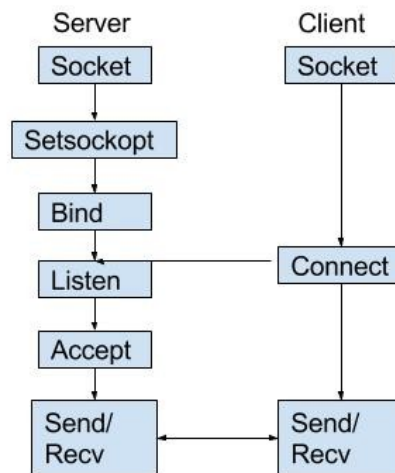 Server
Client
Socket
Socket
Setsockopt
Bind
Listen
Connect
Accept
Send/
Recv
Send/
Recv